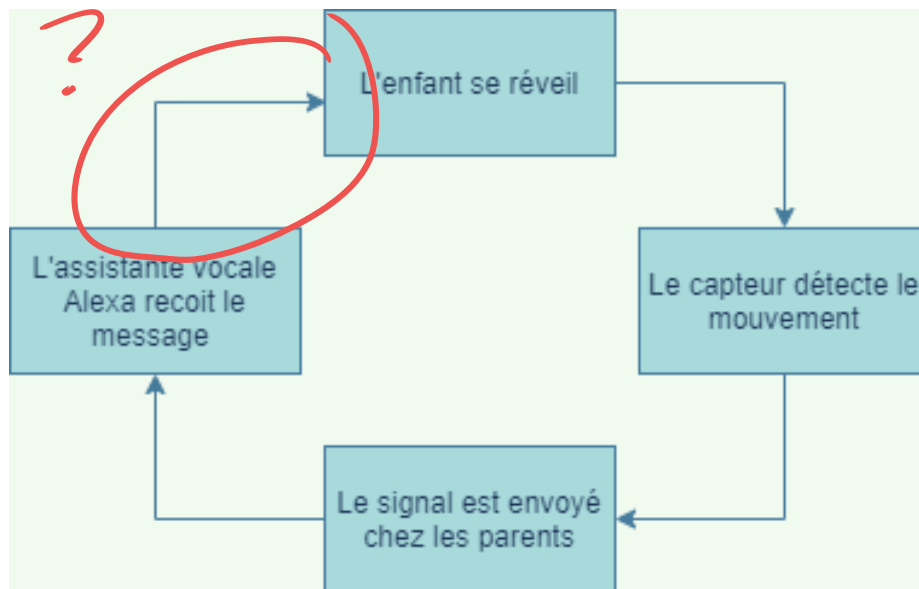 ?
L'enfant se réveil
Le capteur détecte le
mouvement
Le signal est envoyé
chez les parents
L'assistante vocale
Alexa recoit le
message